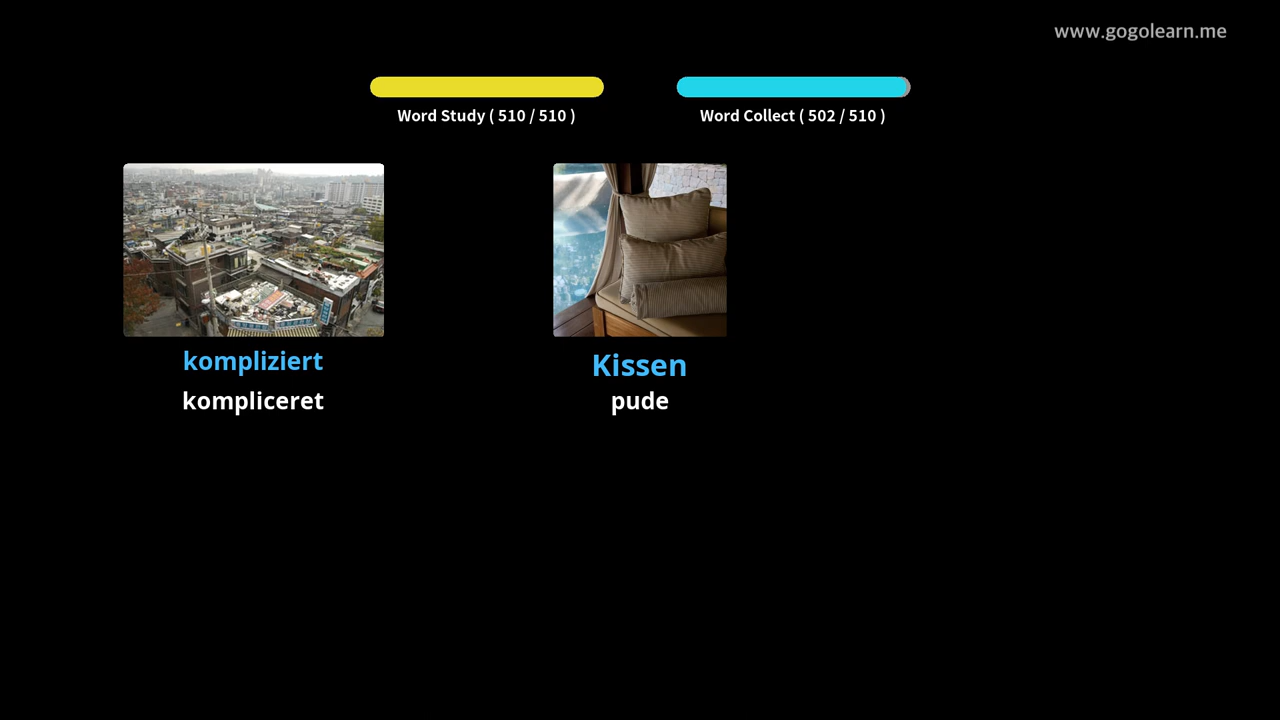 www.gogolearn.me
Word Study ( 510 / 510 )
Word Collect ( 502 / 510 )
kompliziert
kompliceret
Kissen
pude